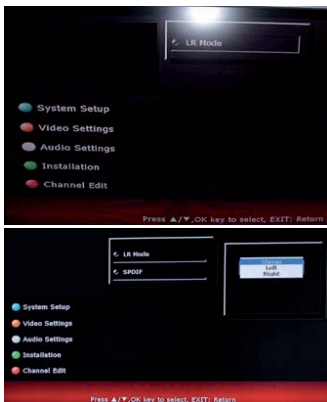 LR Mode
System Setup
Video Settings
Audio Settings
Installation
Channel Edit
Press ▲/▼,OK key to select, EXIT: Return
LR Mode
SPDIF
Stereo
Left
Right
System Setup
Video Settings
Audio Settings
Installation
Channel Edit
Press ▲/▼,OK key to select, EXIT: Return